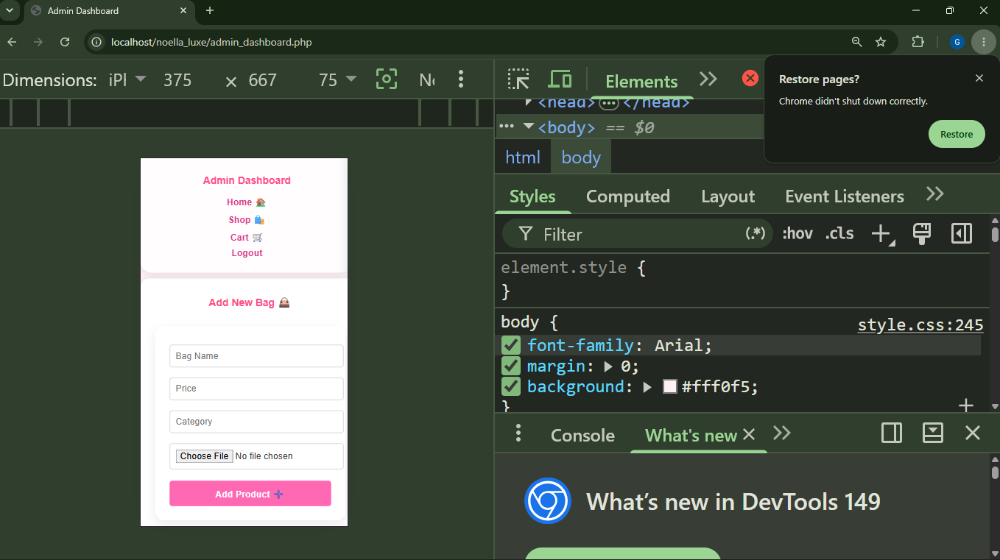 Admin Dashboard
localhost/noella_luxe/admin_dashboard.php
G
Restore pages?
Chrome didn't shut down correctly.
Restore
Dimensions: iPl 375 × 667 75 No
Elements
<head> ••• </head>
••• <body> == $0
html body
Styles Computed Layout Event Listeners
Filter (.*) :hov .cls
element.style {
}
body { style.css:245
font-family: Arial;
margin: 0;
background: #fff0f5;
}
Console What's new
What's new in DevTools 149
Admin Dashboard
Home 🏠
Shop 🛍️
Cart 🛒
Logout
Add New Bag 👜
Bag Name
Price
Category
Choose File No file chosen
Add Product ➕